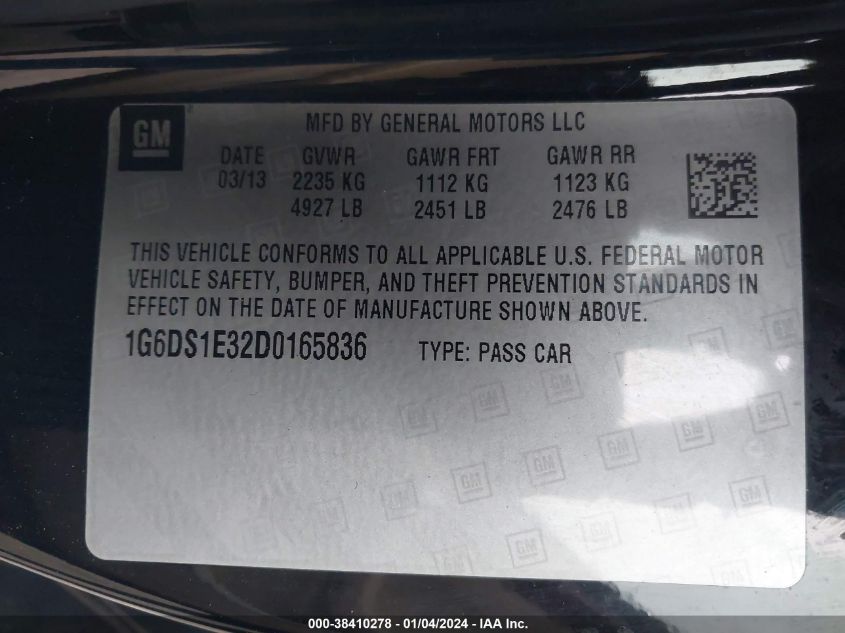 GM ®
MFD BY GENERAL MOTORS LLC
DATE GVWR GAWR FRT GAWR RR
03/13 2235 KG 1112 KG 1123 KG
4927 LB 2451 LB 2476 LB
THIS VEHICLE CONFORMS TO ALL APPLICABLE U.S. FEDERAL MOTOR
VEHICLE SAFETY, BUMPER, AND THEFT PREVENTION STANDARDS IN
EFFECT ON THE DATE OF MANUFACTURE SHOWN ABOVE.
1G6DS1E32D0165836 TYPE: PASS CAR
000-38410278 - 01/04/2024 - IAA Inc.